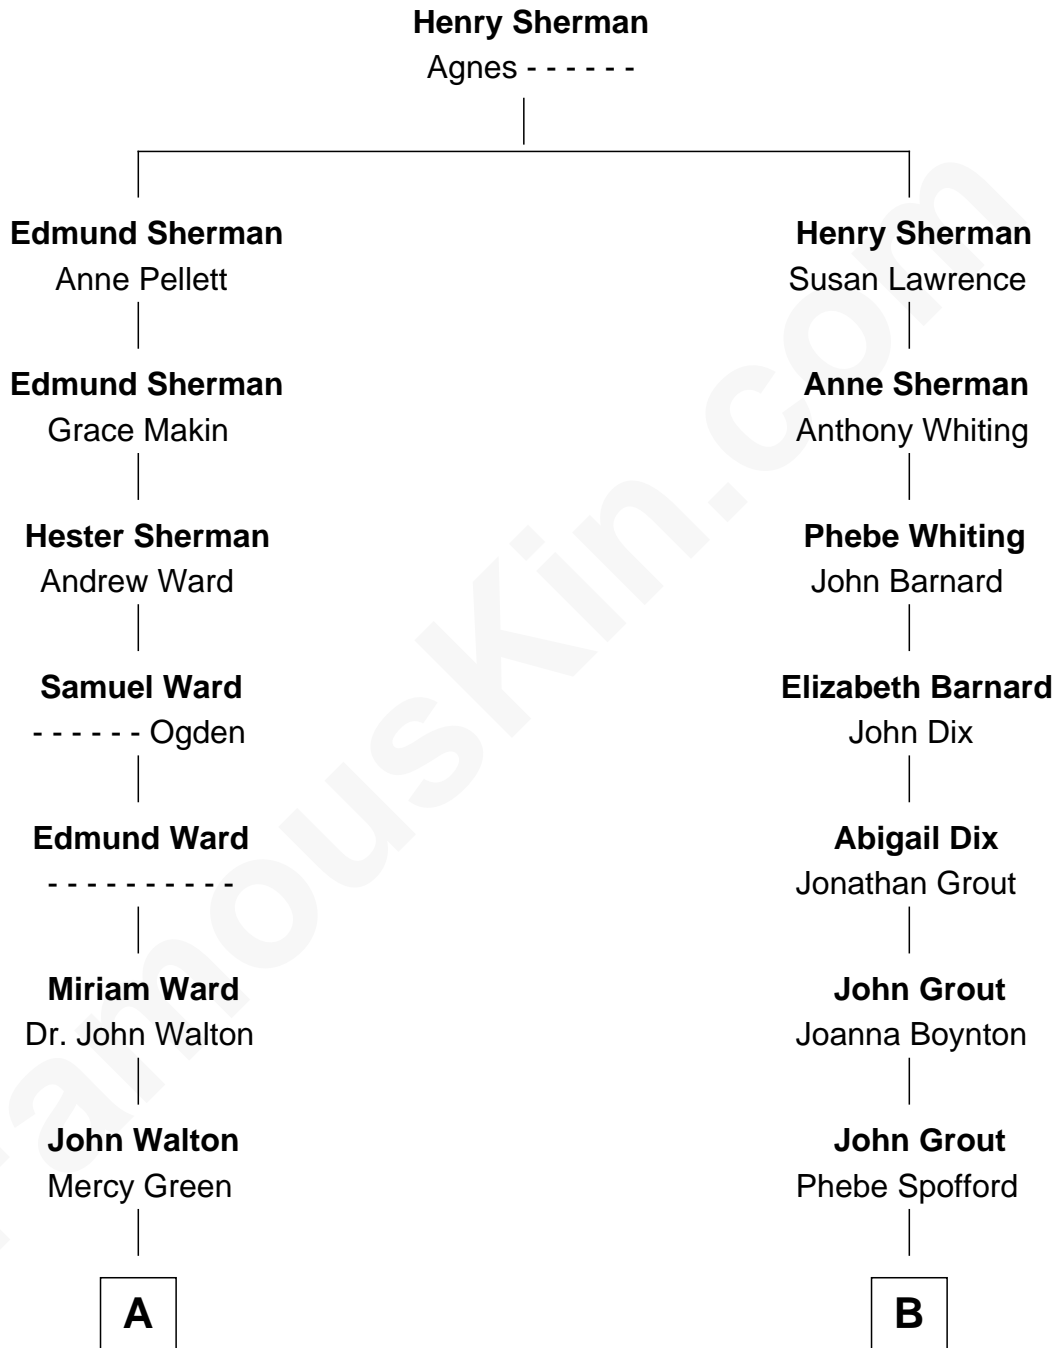 Henry Sherman
Agnes - - - - - -
Edmund Sherman
Anne Pellett
Henry Sherman
Susan Lawrence
Edmund Sherman
Grace Makin
Anne Sherman
Anthony Whiting
Hester Sherman
Andrew Ward
Phebe Whiting
John Barnard
Samuel Ward
- - - - - - Ogden
Elizabeth Barnard
John Dix
Edmund Ward
- - - - - - - - - -
Abigail Dix
Jonathan Grout
Miriam Ward
Dr. John Walton
John Grout
Joanna Boynton
John Walton
Mercy Green
John Grout
Phebe Spofford
A
B
FamousKin.com